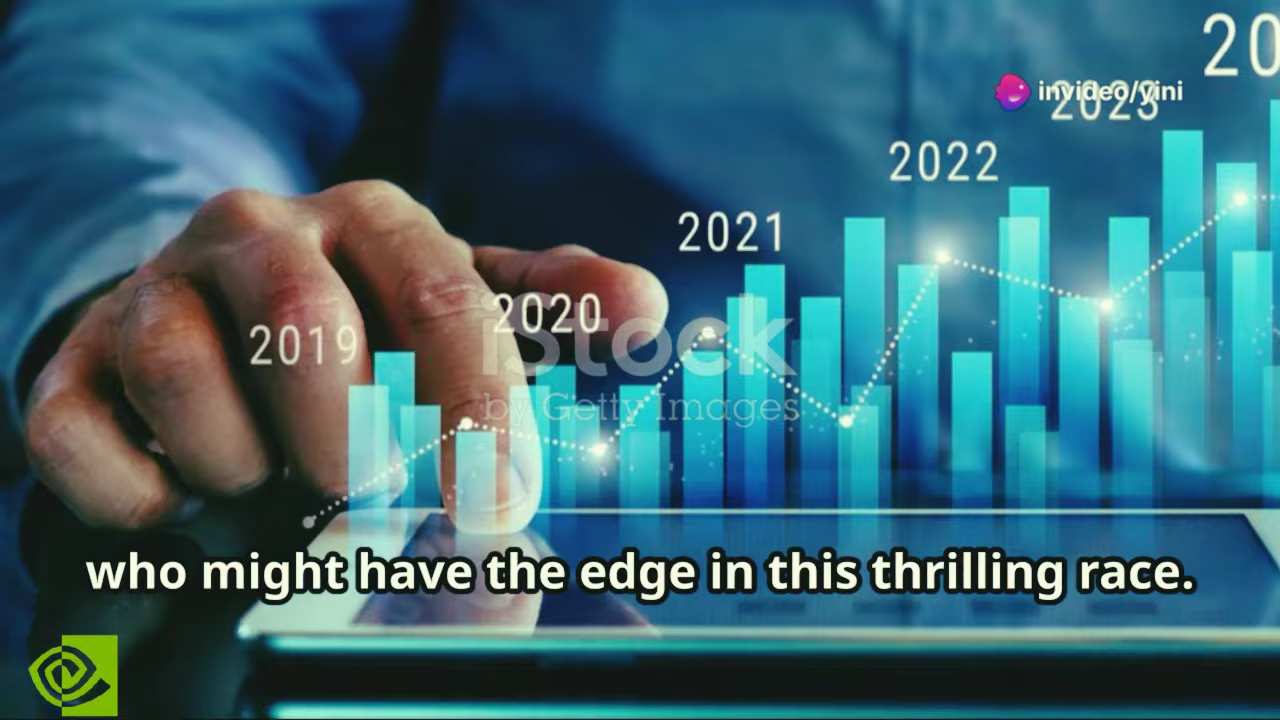 20
invideo/yini
2023
2022
2021
2020
2019
iStock
by Getty Images
who might have the edge in this thrilling race.